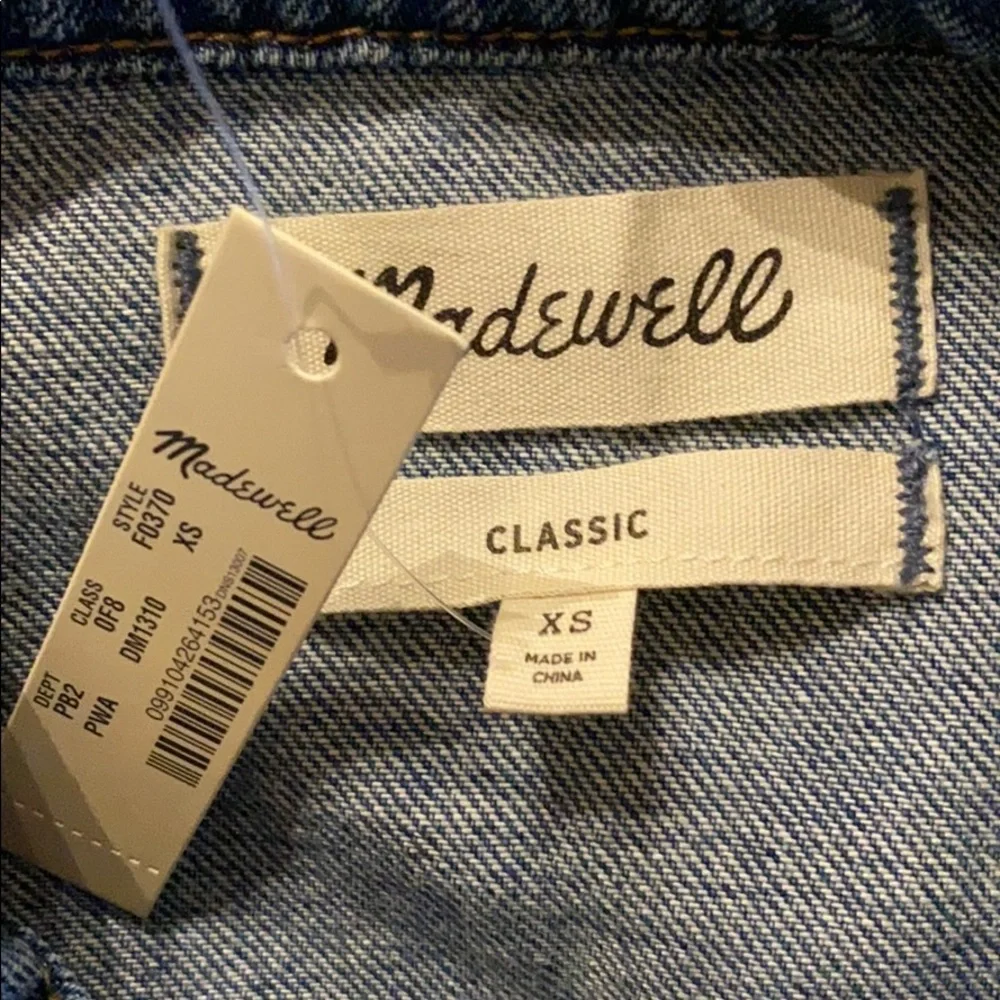 Madewell
CLASSIC
XS
MADE IN
CHINA
Madewell
STYLE
F0370
XS
CLASS
0F8
DM1310
DEPT
PB2
PWA
099104264153